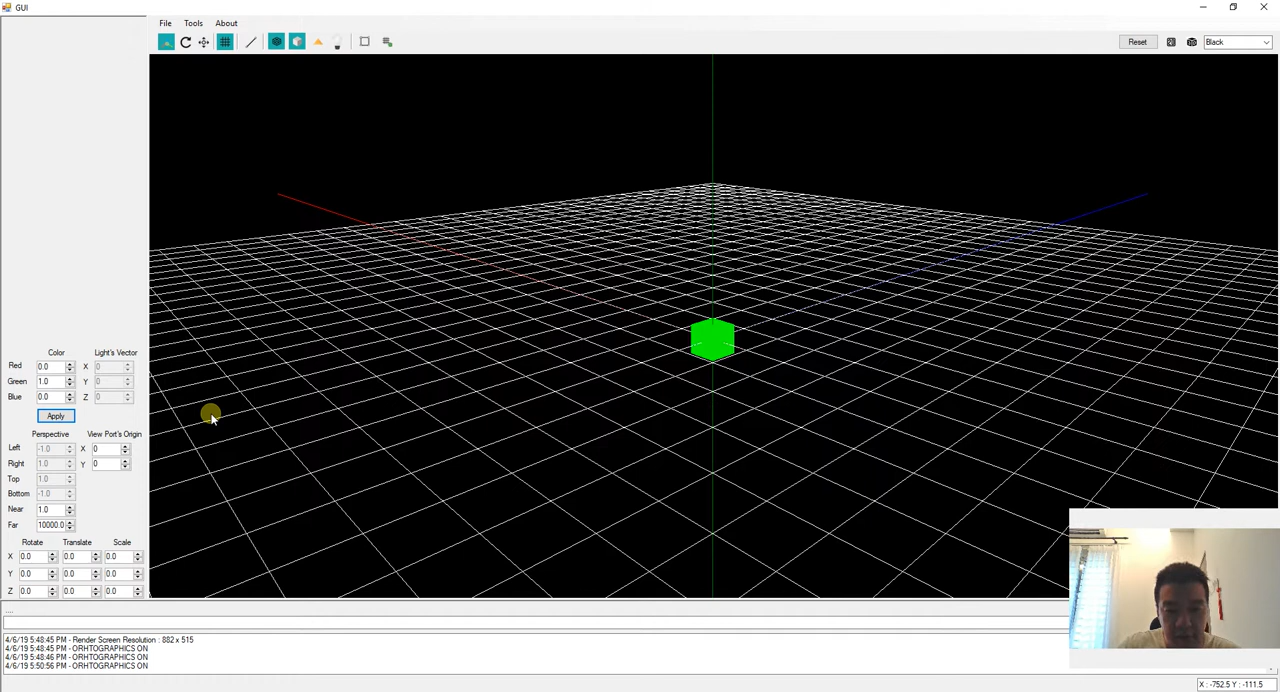 GUI
File Tools About
Reset Black
Color Light's Vector
Red 0.0 X 0
Green 1.0 Y 0
Blue 0.0 Z 0
Apply
Perspective View Port's Origin
Left -1.0 X 0
Right 1.0 Y 0
Top 1.0
Bottom -1.0
Near 1.0
Far 10000.0
Rotate Translate Scale
X 0.0 0.0 0.0
Y 0.0 0.0 0.0
Z 0.0 0.0 0.0
....
4/6/19 5:48:45 PM - Render Screen Resolution : 882 x 515
4/6/19 5:48:45 PM - ORHTOGRAPHICS ON
4/6/19 5:48:46 PM - ORHTOGRAPHICS ON
4/6/19 5:50:56 PM - ORHTOGRAPHICS ON
X : -752.5 Y : -111.5